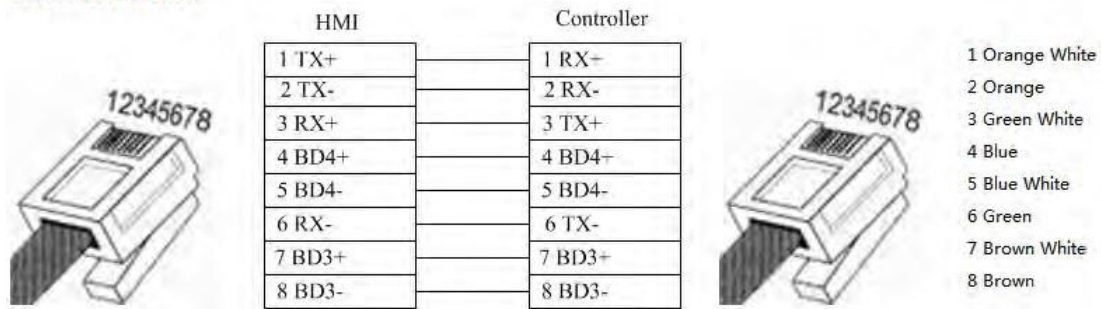 HMI
Controller
12345678
1 TX+
2 TX-
3 RX+
4 BD4+
5 BD4-
6 RX-
7 BD3+
8 BD3-
1 RX+
2 RX-
3 TX+
4 BD4+
5 BD4-
6 TX-
7 BD3+
8 BD3-
12345678
1 Orange White
2 Orange
3 Green White
4 Blue
5 Blue White
6 Green
7 Brown White
8 Brown